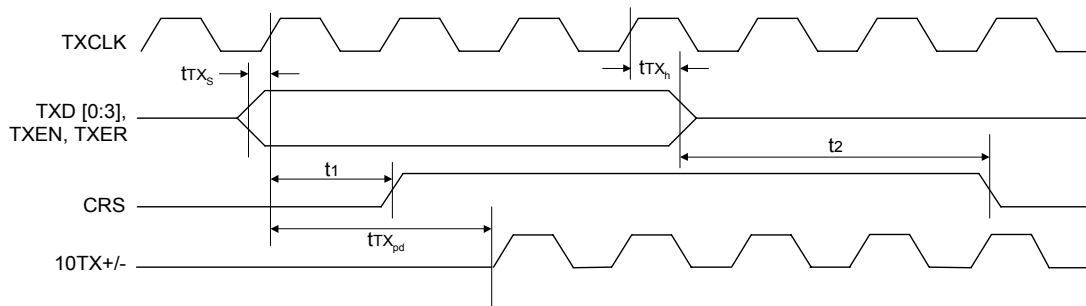 TXCLK
tTXs
tTXh
TXD [0:3],
TXEN, TXER
t1
t2
CRS
tTXpd
10TX+/-